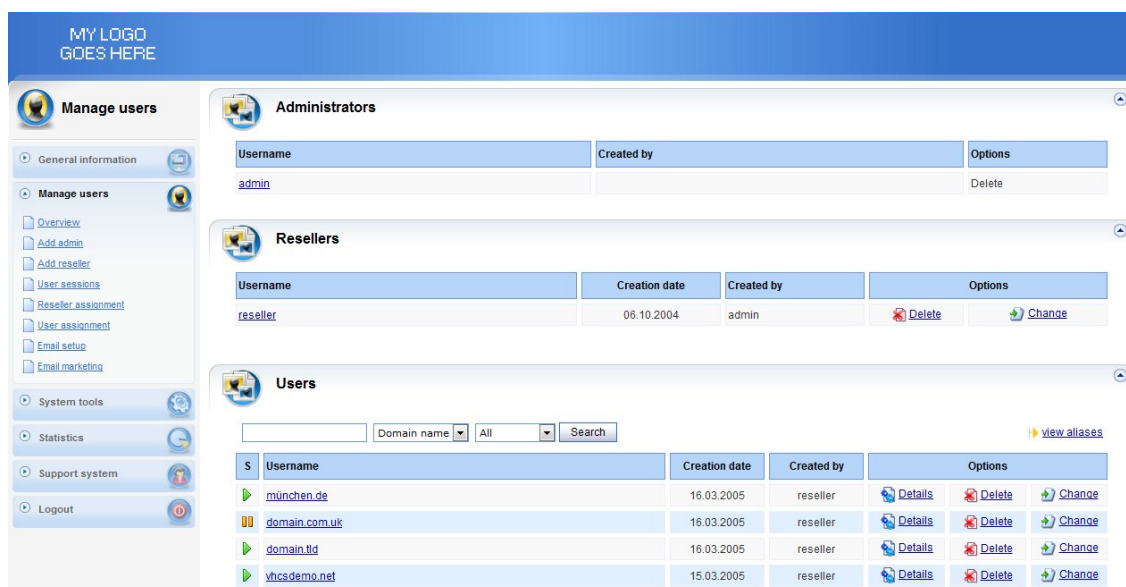 MY LOGO
GOES HERE
Manage users
General information
Manage users
Overview
Add admin
Add reseller
User sessions
Reseller assignment
User assignment
Email setup
Email marketing
System tools
Statistics
Support system
Logout
Administrators
Username Created by Options
admin Delete
Resellers
Username Creation date Created by Options
reseller 06.10.2004 admin Delete Change
Users
Domain name All Search view aliases
S Username Creation date Created by Options
münchen.de 16.03.2005 reseller Details Delete Change
domain.com.uk 16.03.2005 reseller Details Delete Change
domain.tld 16.03.2005 reseller Details Delete Change
vhcsdemo.net 15.03.2005 reseller Details Delete Change